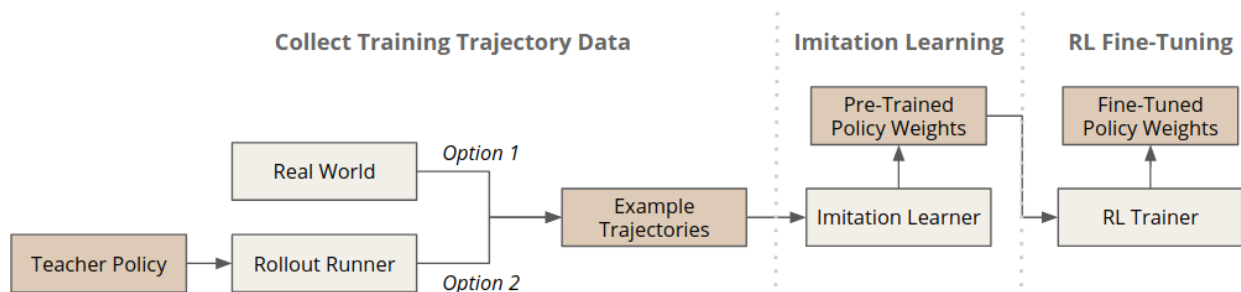 Collect Training Trajectory Data
Imitation Learning
RL Fine-Tuning
Pre-Trained
Policy Weights
Fine-Tuned
Policy Weights
Option 1
Real World
Example
Trajectories
Imitation Learner
RL Trainer
Teacher Policy
Rollout Runner
Option 2